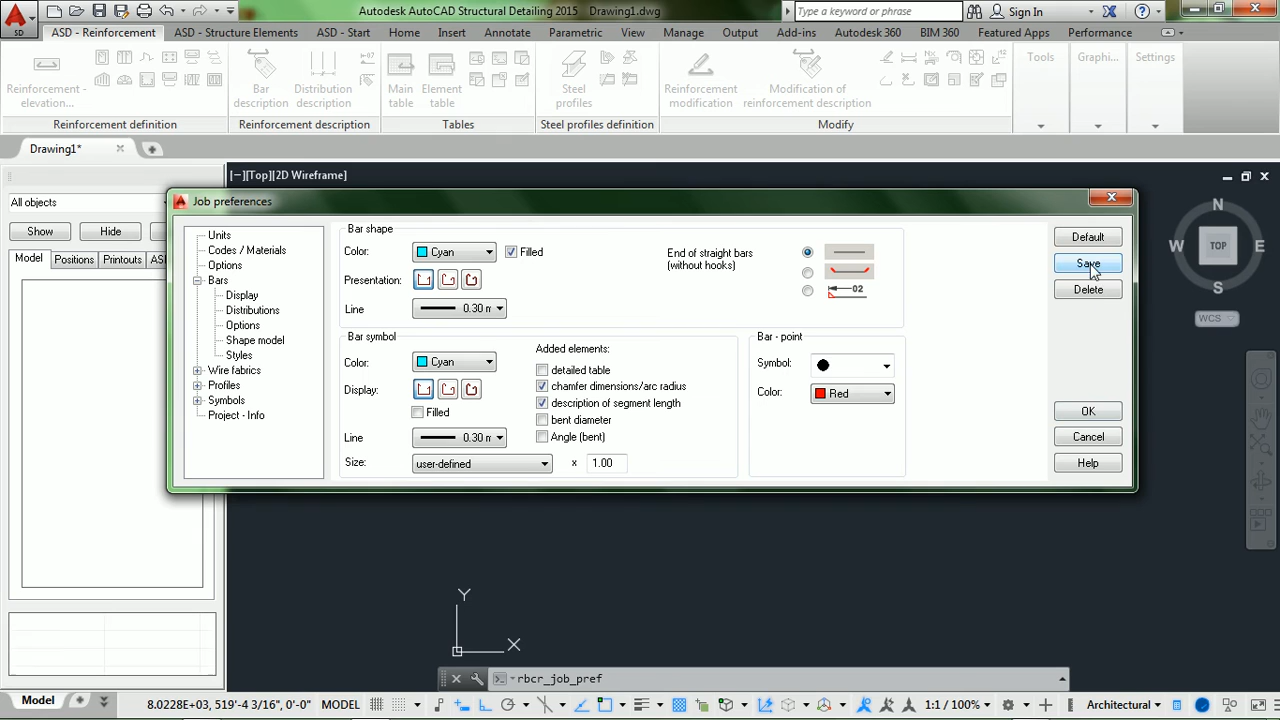 Autodesk AutoCAD Structural Detailing 2015 Drawing1.dwg
Type a keyword or phrase
Sign In
SD
ASD - Reinforcement ASD - Structure Elements ASD - Start Home Insert Annotate Parametric View Manage Output Add-ins Autodesk 360 BIM 360 Featured Apps Performance
Reinforcement - elevation...
Bar description
Distribution description
Main table
Element table
Steel profiles
Reinforcement modification
Modification of reinforcement description
Tools
Graphi...
Settings
Reinforcement definition
Reinforcement description
Tables
Steel profiles definition
Modify
Drawing1*
[−][Top][2D Wireframe]
All objects
Show
Hide
Model Positions Printouts AS
Job preferences
Units
Codes / Materials
Options
Bars
Display
Distributions
Options
Shape model
Styles
Wire fabrics
Profiles
Symbols
Project - Info
Bar shape
Color: Cyan Filled
Presentation:
Line 0.30 m
End of straight bars
(without hooks)
02
Bar symbol
Color: Cyan
Display:
Filled
Line 0.30 m
Size: user-defined x 1.00
Added elements:
detailed table
chamfer dimensions/arc radius
description of segment length
bent diameter
Angle (bent)
Bar - point
Symbol:
Color: Red
Default
Save
Delete
OK
Cancel
Help
N
W TOP E
S
WCS
Y
X
rbcr_job_pref
Model
8.0228E+03, 519'-4 3/16", 0'-0" MODEL
1:1 / 100%
Architectural